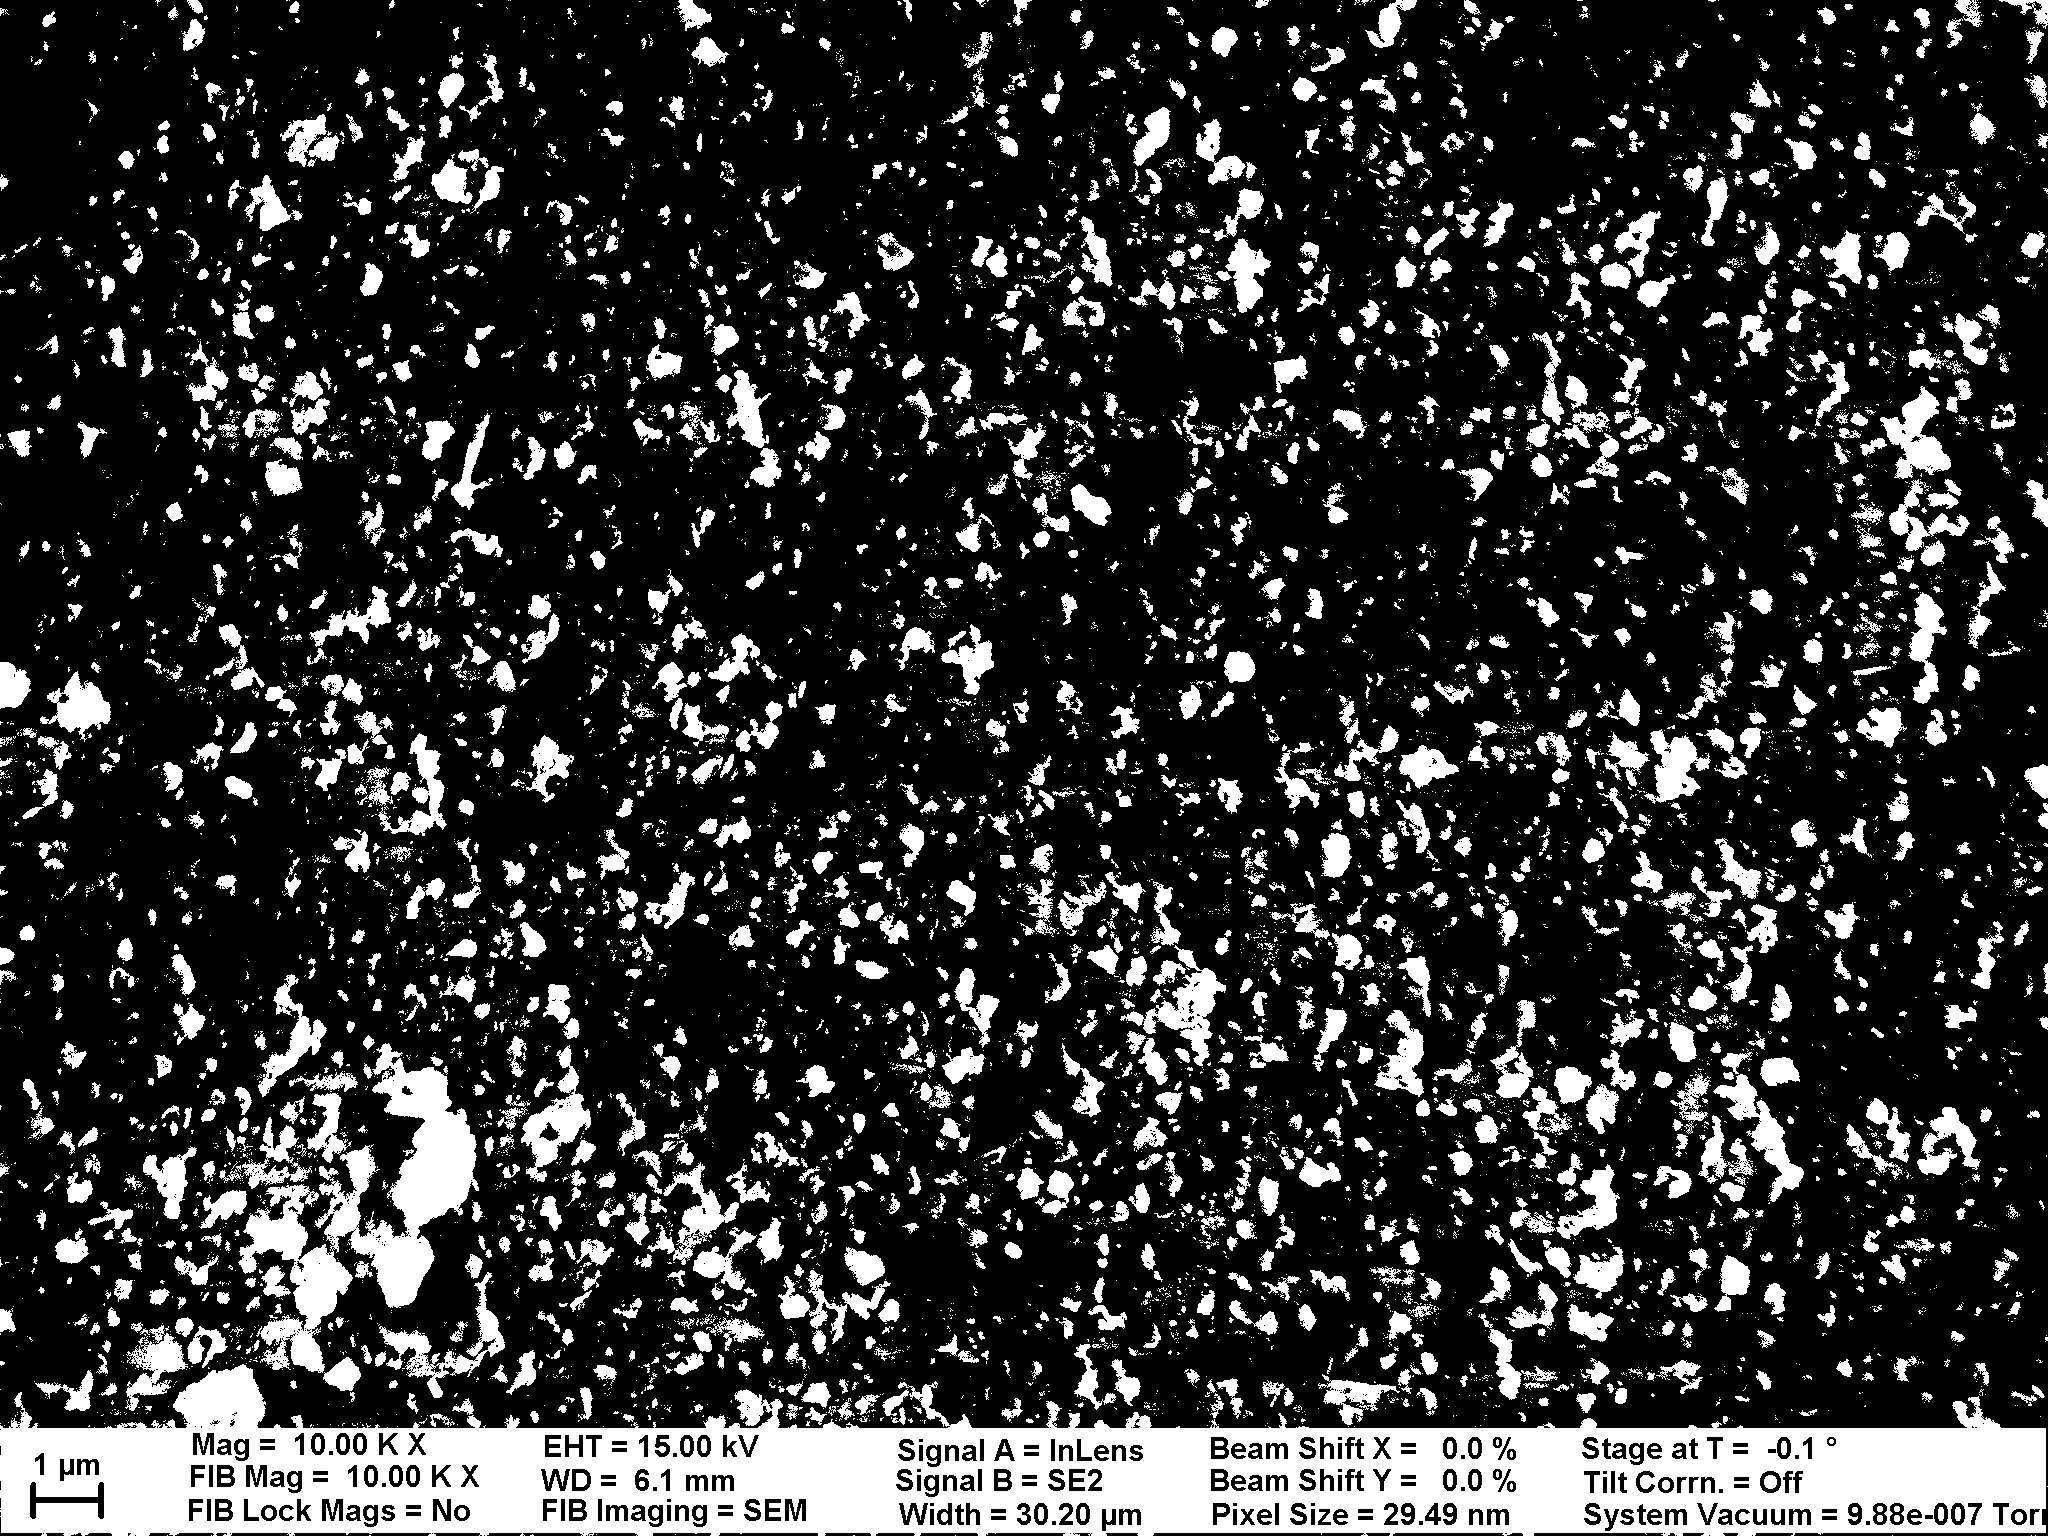 1 µm
Mag = 10.00 K X
FIB Mag = 10.00 K X
FIB Lock Mags = No
EHT = 15.00 kV
WD = 6.1 mm
FIB Imaging = SEM
Signal A = InLens
Signal B = SE2
Width = 30.20 µm
Beam Shift X = 0.0 %
Beam Shift Y = 0.0 %
Pixel Size = 29.49 nm
Stage at T = -0.1 °
Tilt Corrn. = Off
System Vacuum = 9.88e-007 Torr